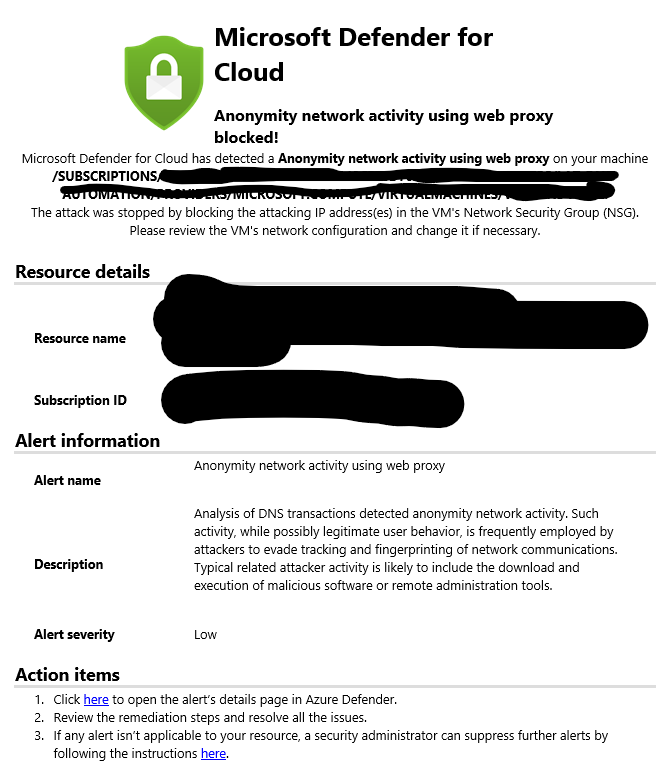 Microsoft Defender for
Cloud
Anonymity network activity using web proxy
blocked!
Microsoft Defender for Cloud has detected a Anonymity network activity using web proxy on your machine
/SUBSCRIPTIONS/
AUTOMATION/PROVIDERS/MICROSOFT.COMPUTE/VIRTUALMACHINES/
The attack was stopped by blocking the attacking IP address(es) in the VM's Network Security Group (NSG).
Please review the VM's network configuration and change it if necessary.
Resource details
Resource name
Subscription ID
Alert information
Alert name
Anonymity network activity using web proxy
Description
Analysis of DNS transactions detected anonymity network activity. Such
activity, while possibly legitimate user behavior, is frequently employed by
attackers to evade tracking and fingerprinting of network communications.
Typical related attacker activity is likely to include the download and
execution of malicious software or remote administration tools.
Alert severity
Low
Action items
1. Click here to open the alert's details page in Azure Defender.
2. Review the remediation steps and resolve all the issues.
3. If any alert isn't applicable to your resource, a security administrator can suppress further alerts by
following the instructions here.